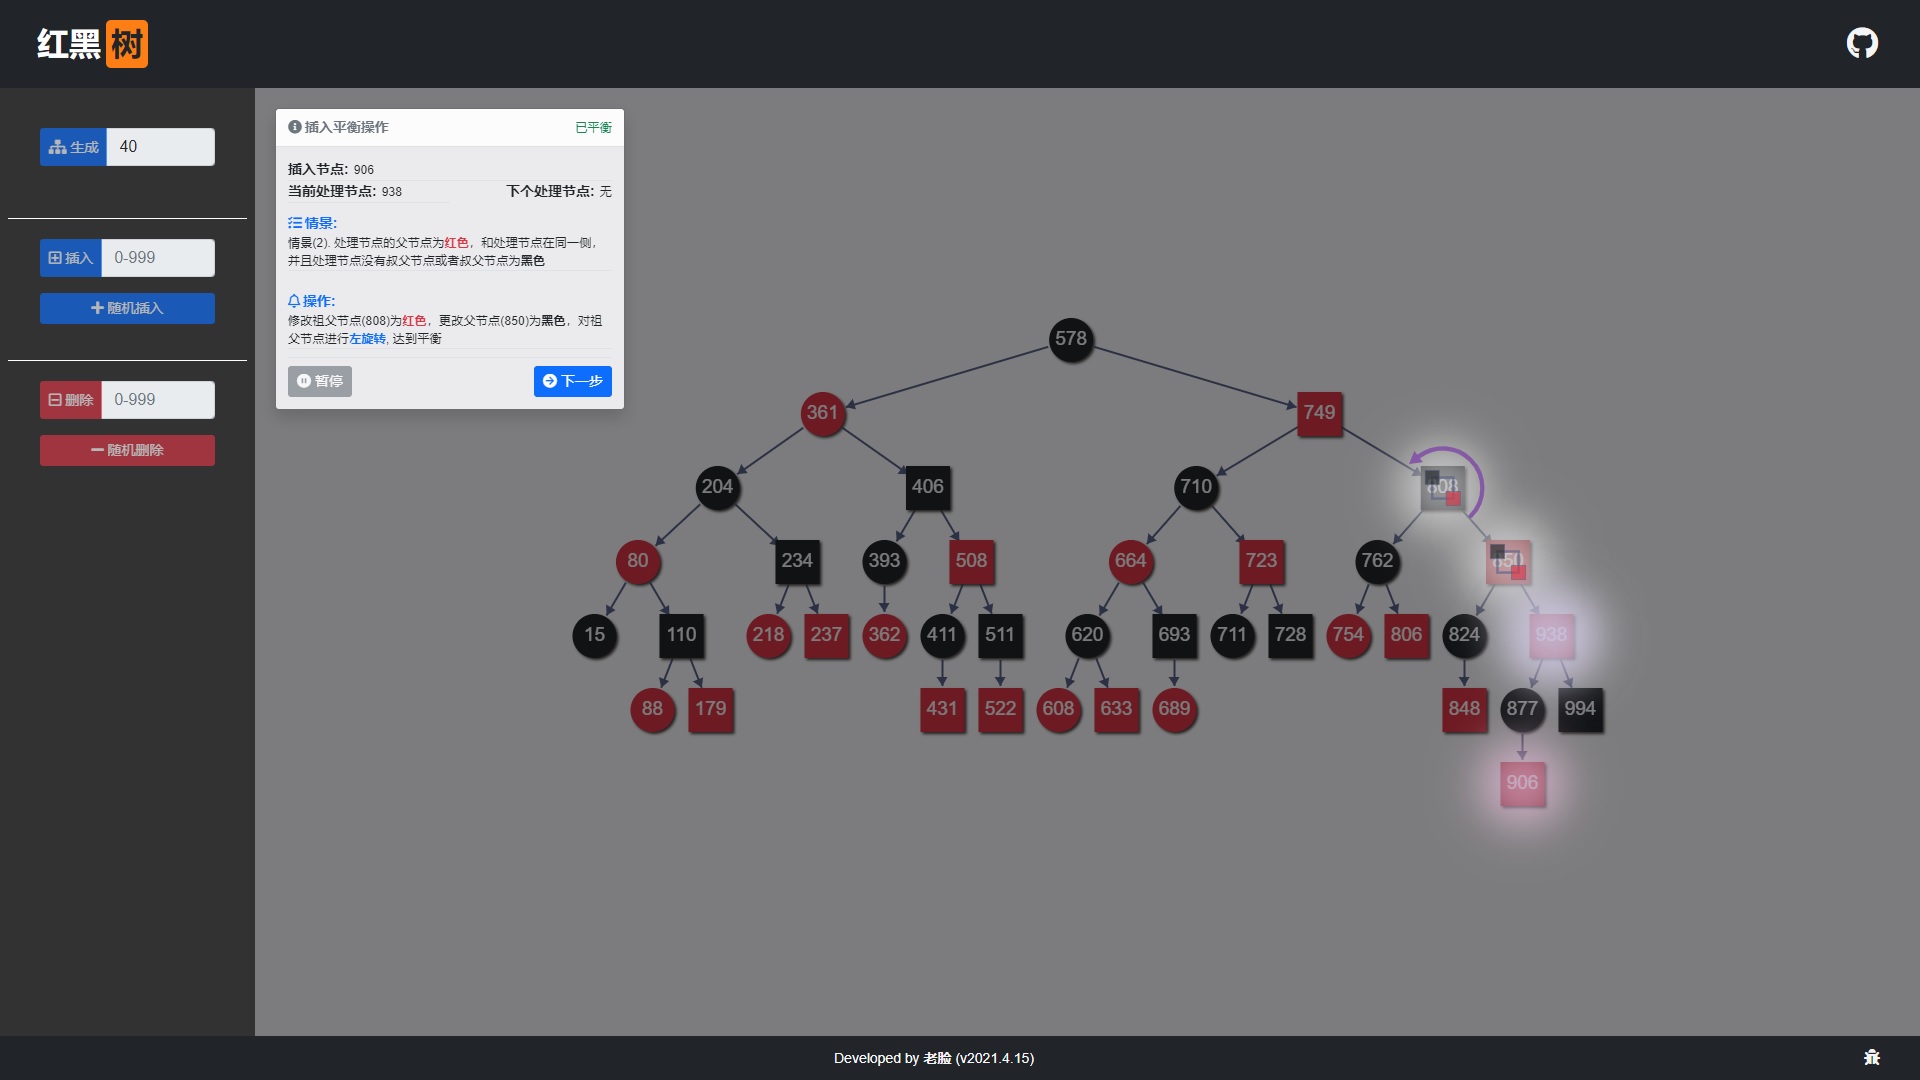 红黑 树
生成 40
插入 0-999
随机插入
删除 0-999
随机删除
插入平衡操作 已平衡
插入节点: 906
当前处理节点: 938 下个处理节点: 无
情景:
情景(2). 处理节点的父节点为红色，和处理节点在同一侧，
并且处理节点没有叔父节点或者叔父节点为黑色
操作:
修改祖父节点(808)为红色，更改父节点(850)为黑色，对祖
父节点进行左旋转, 达到平衡
暂停 下一步
578
361 749
204 406 710 808
80 234 393 508 664 723 762 850
15 110 218 237 362 411 511 620 693 711 728 754 806 824 938
88 179 431 522 608 633 689 848 877 994
906
Developed by 老脸 (v2021.4.15)